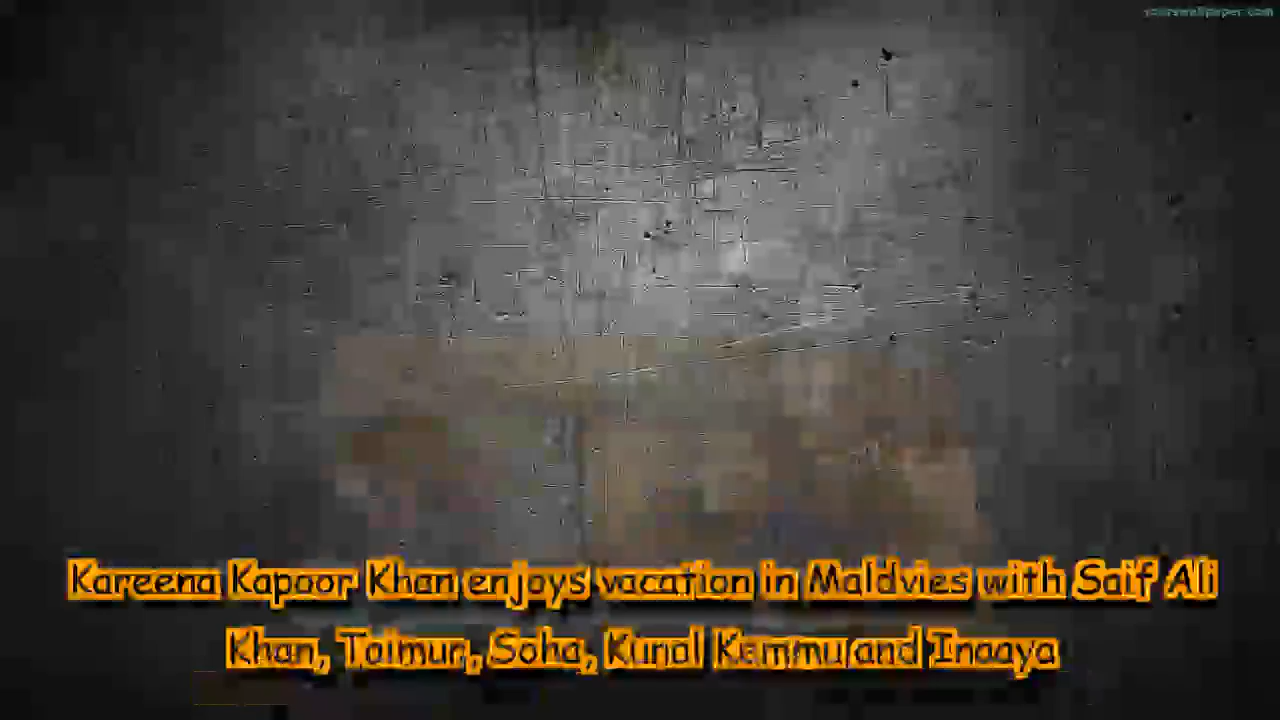 Kareena Kapoor Khan enjoys vacation in Maldvies with Saif Ali
Khan, Taimur, Soha, Kunal Kemmu and Inaaya